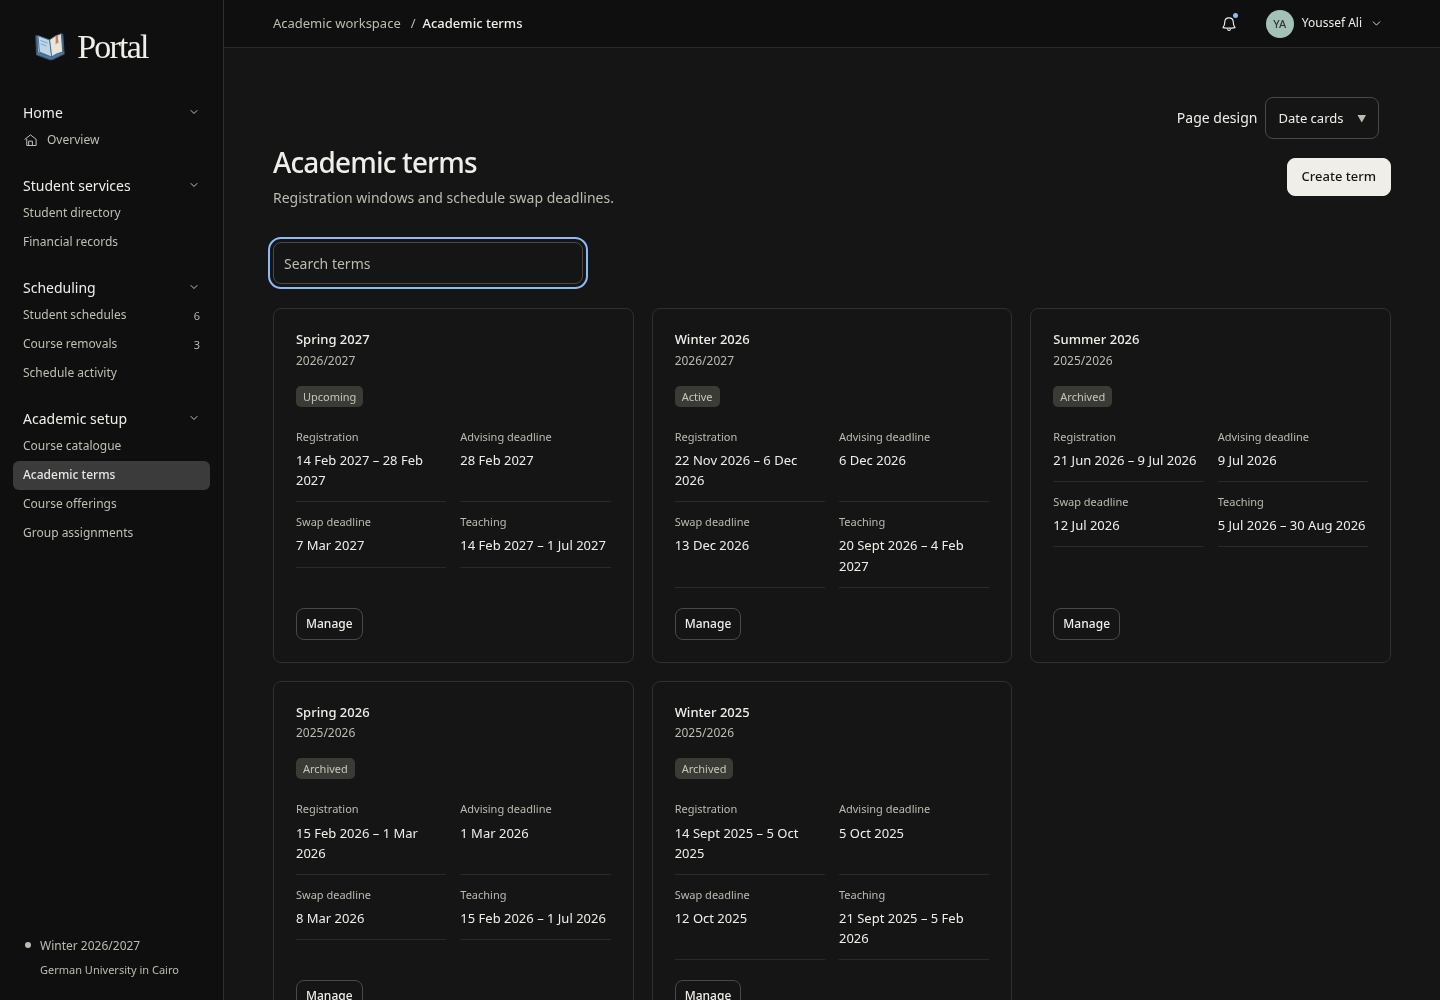 Portal
Home
Overview
Student services
Student directory
Financial records
Scheduling
Student schedules 6
Course removals 3
Schedule activity
Academic setup
Course catalogue
Academic terms
Course offerings
Group assignments
Winter 2026/2027
German University in Cairo
Academic workspace / Academic terms
YA Youssef Ali
Page design Date cards
Academic terms
Registration windows and schedule swap deadlines.
Create term
Search terms
Spring 2027
2026/2027
Upcoming
Registration
14 Feb 2027 – 28 Feb
2027
Advising deadline
28 Feb 2027
Swap deadline
7 Mar 2027
Teaching
14 Feb 2027 – 1 Jul 2027
Manage
Winter 2026
2026/2027
Active
Registration
22 Nov 2026 – 6 Dec
2026
Advising deadline
6 Dec 2026
Swap deadline
13 Dec 2026
Teaching
20 Sept 2026 – 4 Feb
2027
Manage
Summer 2026
2025/2026
Archived
Registration
21 Jun 2026 – 9 Jul 2026
Advising deadline
9 Jul 2026
Swap deadline
12 Jul 2026
Teaching
5 Jul 2026 – 30 Aug 2026
Manage
Spring 2026
2025/2026
Archived
Registration
15 Feb 2026 – 1 Mar
2026
Advising deadline
1 Mar 2026
Swap deadline
8 Mar 2026
Teaching
15 Feb 2026 – 1 Jul 2026
Manage
Winter 2025
2025/2026
Archived
Registration
14 Sept 2025 – 5 Oct
2025
Advising deadline
5 Oct 2025
Swap deadline
12 Oct 2025
Teaching
21 Sept 2025 – 5 Feb
2026
Manage